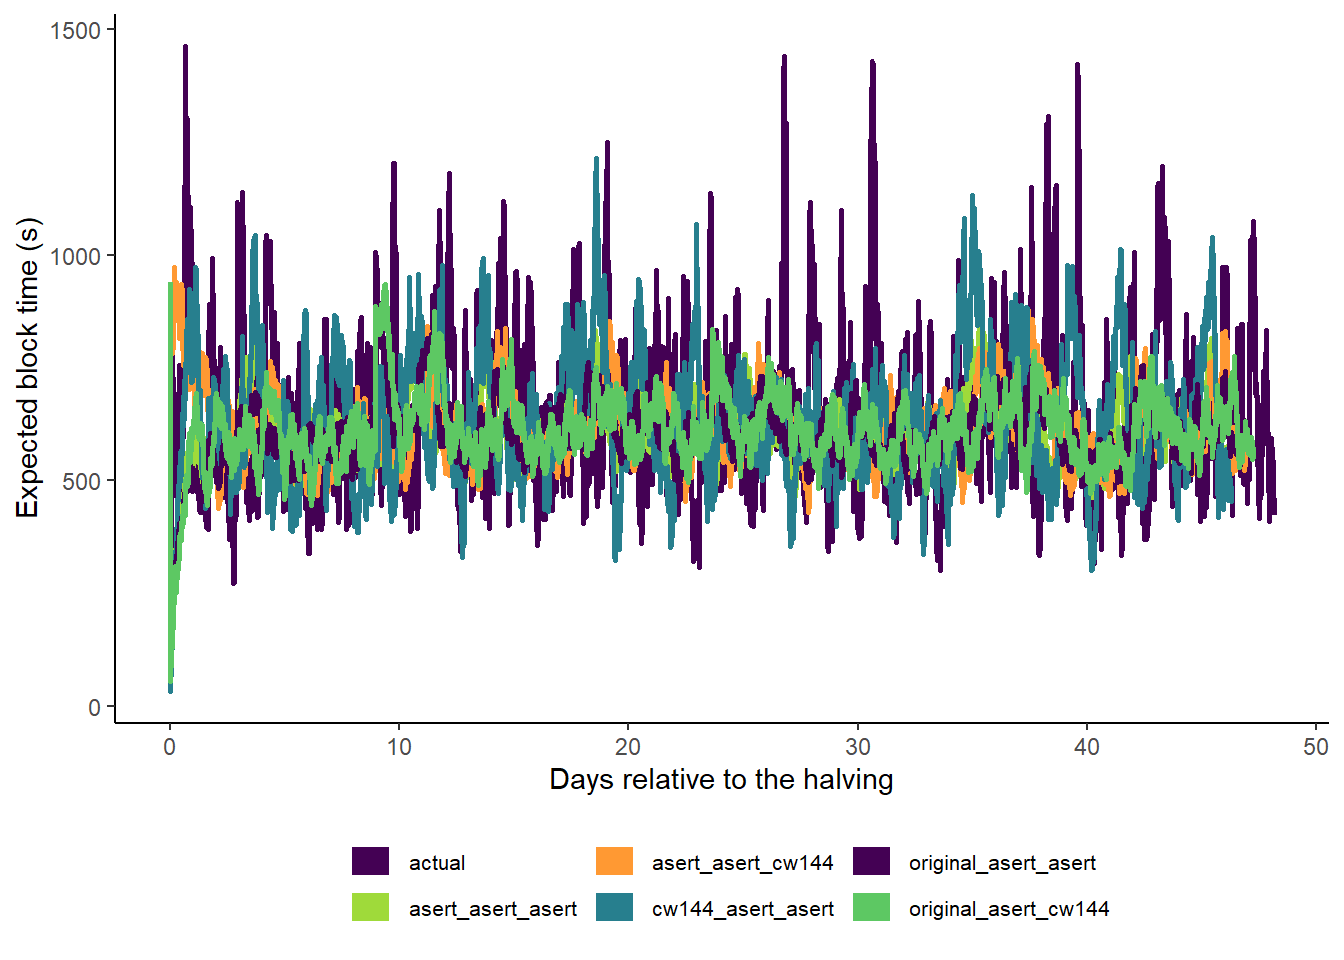 1500
1000
500
0
Expected block time (s)
0 10 20 30 40 50
Days relative to the halving
actual asert_asert_cw144 original_asert_asert
asert_asert_asert cw144_asert_asert original_asert_cw144